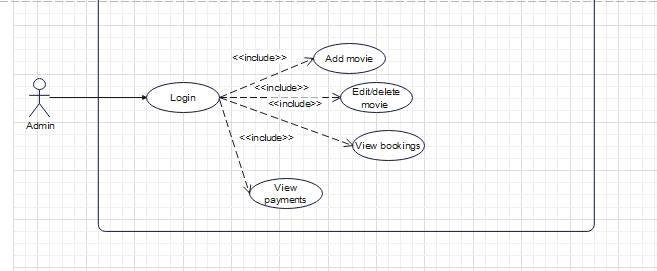 <<include>>
Add movie
<<include>>
Edit/delete
movie
<<include>>
Login
Admin
<<include>>
View bookings
View
payments